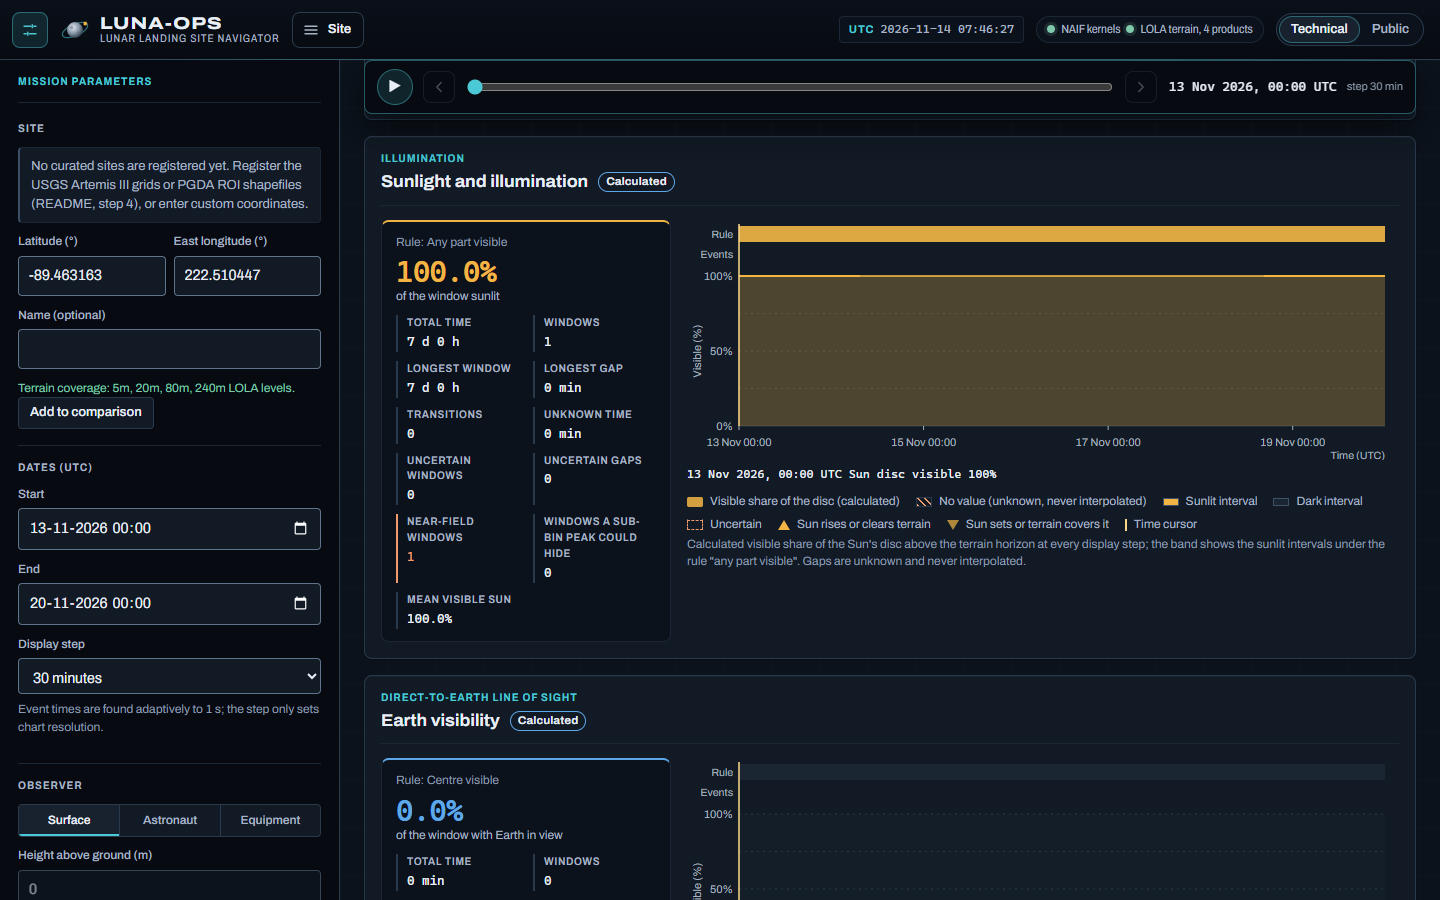 LUNA-OPS
LUNAR LANDING SITE NAVIGATOR
Site
UTC 2026-11-14 07:46:27
NAIF kernels
LOLA terrain, 4 products
Technical
Public
MISSION PARAMETERS
SITE
No curated sites are registered yet. Register the
USGS Artemis III grids or PGDA ROI shapefiles
(README, step 4), or enter custom coordinates.
Latitude (°)
East longitude (°)
-89.463163
222.510447
Name (optional)
Terrain coverage: 5m, 20m, 80m, 240m LOLA levels.
Add to comparison
DATES (UTC)
Start
13-11-2026 00:00
End
20-11-2026 00:00
Display step
30 minutes
Event times are found adaptively to 1 s; the step only sets
chart resolution.
OBSERVER
Surface
Astronaut
Equipment
Height above ground (m)
0
13 Nov 2026, 00:00 UTC
step 30 min
ILLUMINATION
Sunlight and illumination
Calculated
Rule: Any part visible
100.0%
of the window sunlit
TOTAL TIME
7 d 0 h
WINDOWS
1
LONGEST WINDOW
7 d 0 h
LONGEST GAP
0 min
TRANSITIONS
0
UNKNOWN TIME
0 min
UNCERTAIN
WINDOWS
0
UNCERTAIN GAPS
0
NEAR-FIELD
WINDOWS
1
WINDOWS A SUB-
BIN PEAK COULD
HIDE
0
MEAN VISIBLE SUN
100.0%
Rule
Events
100%
50%
0%
Visible (%)
13 Nov 00:00
15 Nov 00:00
17 Nov 00:00
19 Nov 00:00
Time (UTC)
13 Nov 2026, 00:00 UTC Sun disc visible 100%
Visible share of the disc (calculated)
No value (unknown, never interpolated)
Sunlit interval
Dark interval
Uncertain
Sun rises or clears terrain
Sun sets or terrain covers it
Time cursor
Calculated visible share of the Sun's disc above the terrain horizon at every display step; the band shows the sunlit intervals under the
rule "any part visible". Gaps are unknown and never interpolated.
DIRECT-TO-EARTH LINE OF SIGHT
Earth visibility
Calculated
Rule: Centre visible
0.0%
of the window with Earth in view
TOTAL TIME
0 min
WINDOWS
0
Rule
Events
100%
50%